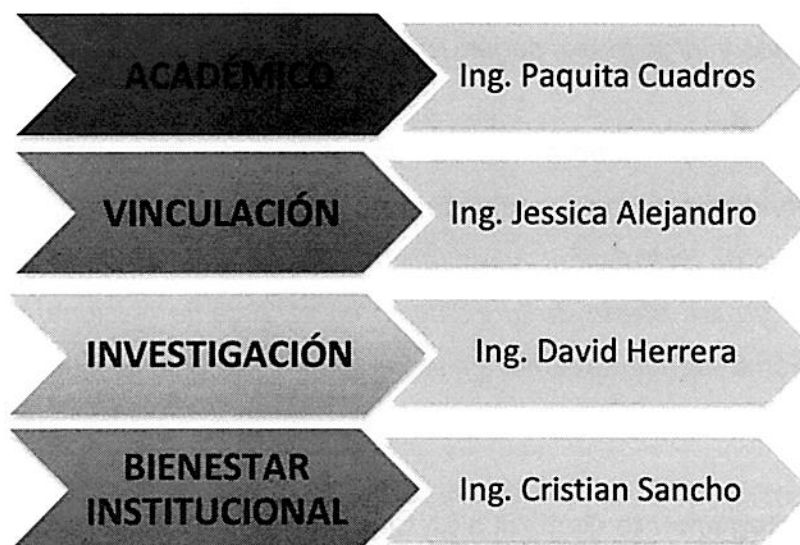 ACADÉMICO
Ing. Paquita Cuadros
VINCULACIÓN
Ing. Jessica Alejandro
INVESTIGACIÓN
Ing. David Herrera
BIENESTAR
INSTITUCIONAL
Ing. Cristian Sancho